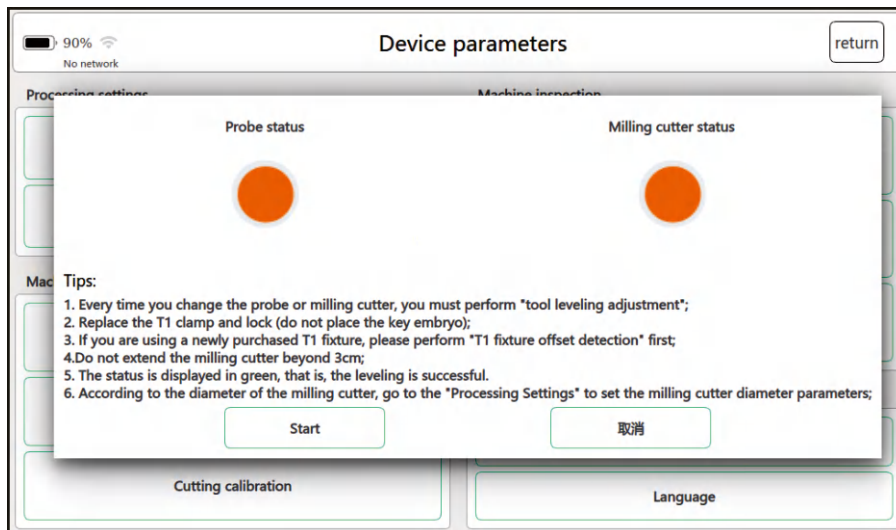 90%
No network
Device parameters
return
Processing settings
Machine inspection
Probe status
Milling cutter status
Mac
Tips:
1. Every time you change the probe or milling cutter, you must perform "tool leveling adjustment";
2. Replace the T1 clamp and lock (do not place the key embryo);
3. If you are using a newly purchased T1 fixture, please perform "T1 fixture offset detection" first;
4.Do not extend the milling cutter beyond 3cm;
5. The status is displayed in green, that is, the leveling is successful.
6. According to the diameter of the milling cutter, go to the "Processing Settings" to set the milling cutter diameter parameters;
Start
取消
Cutting calibration
Language